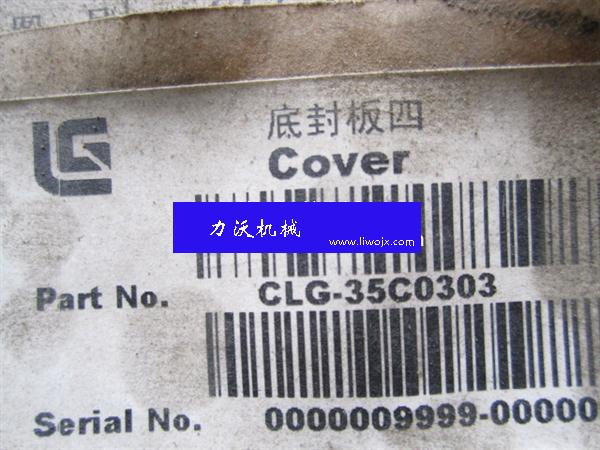 LG
底封板四
Cover
力沃机械
www.liwojx.com
Part No. CLG-35C0303
Serial No. 0000009999-00000